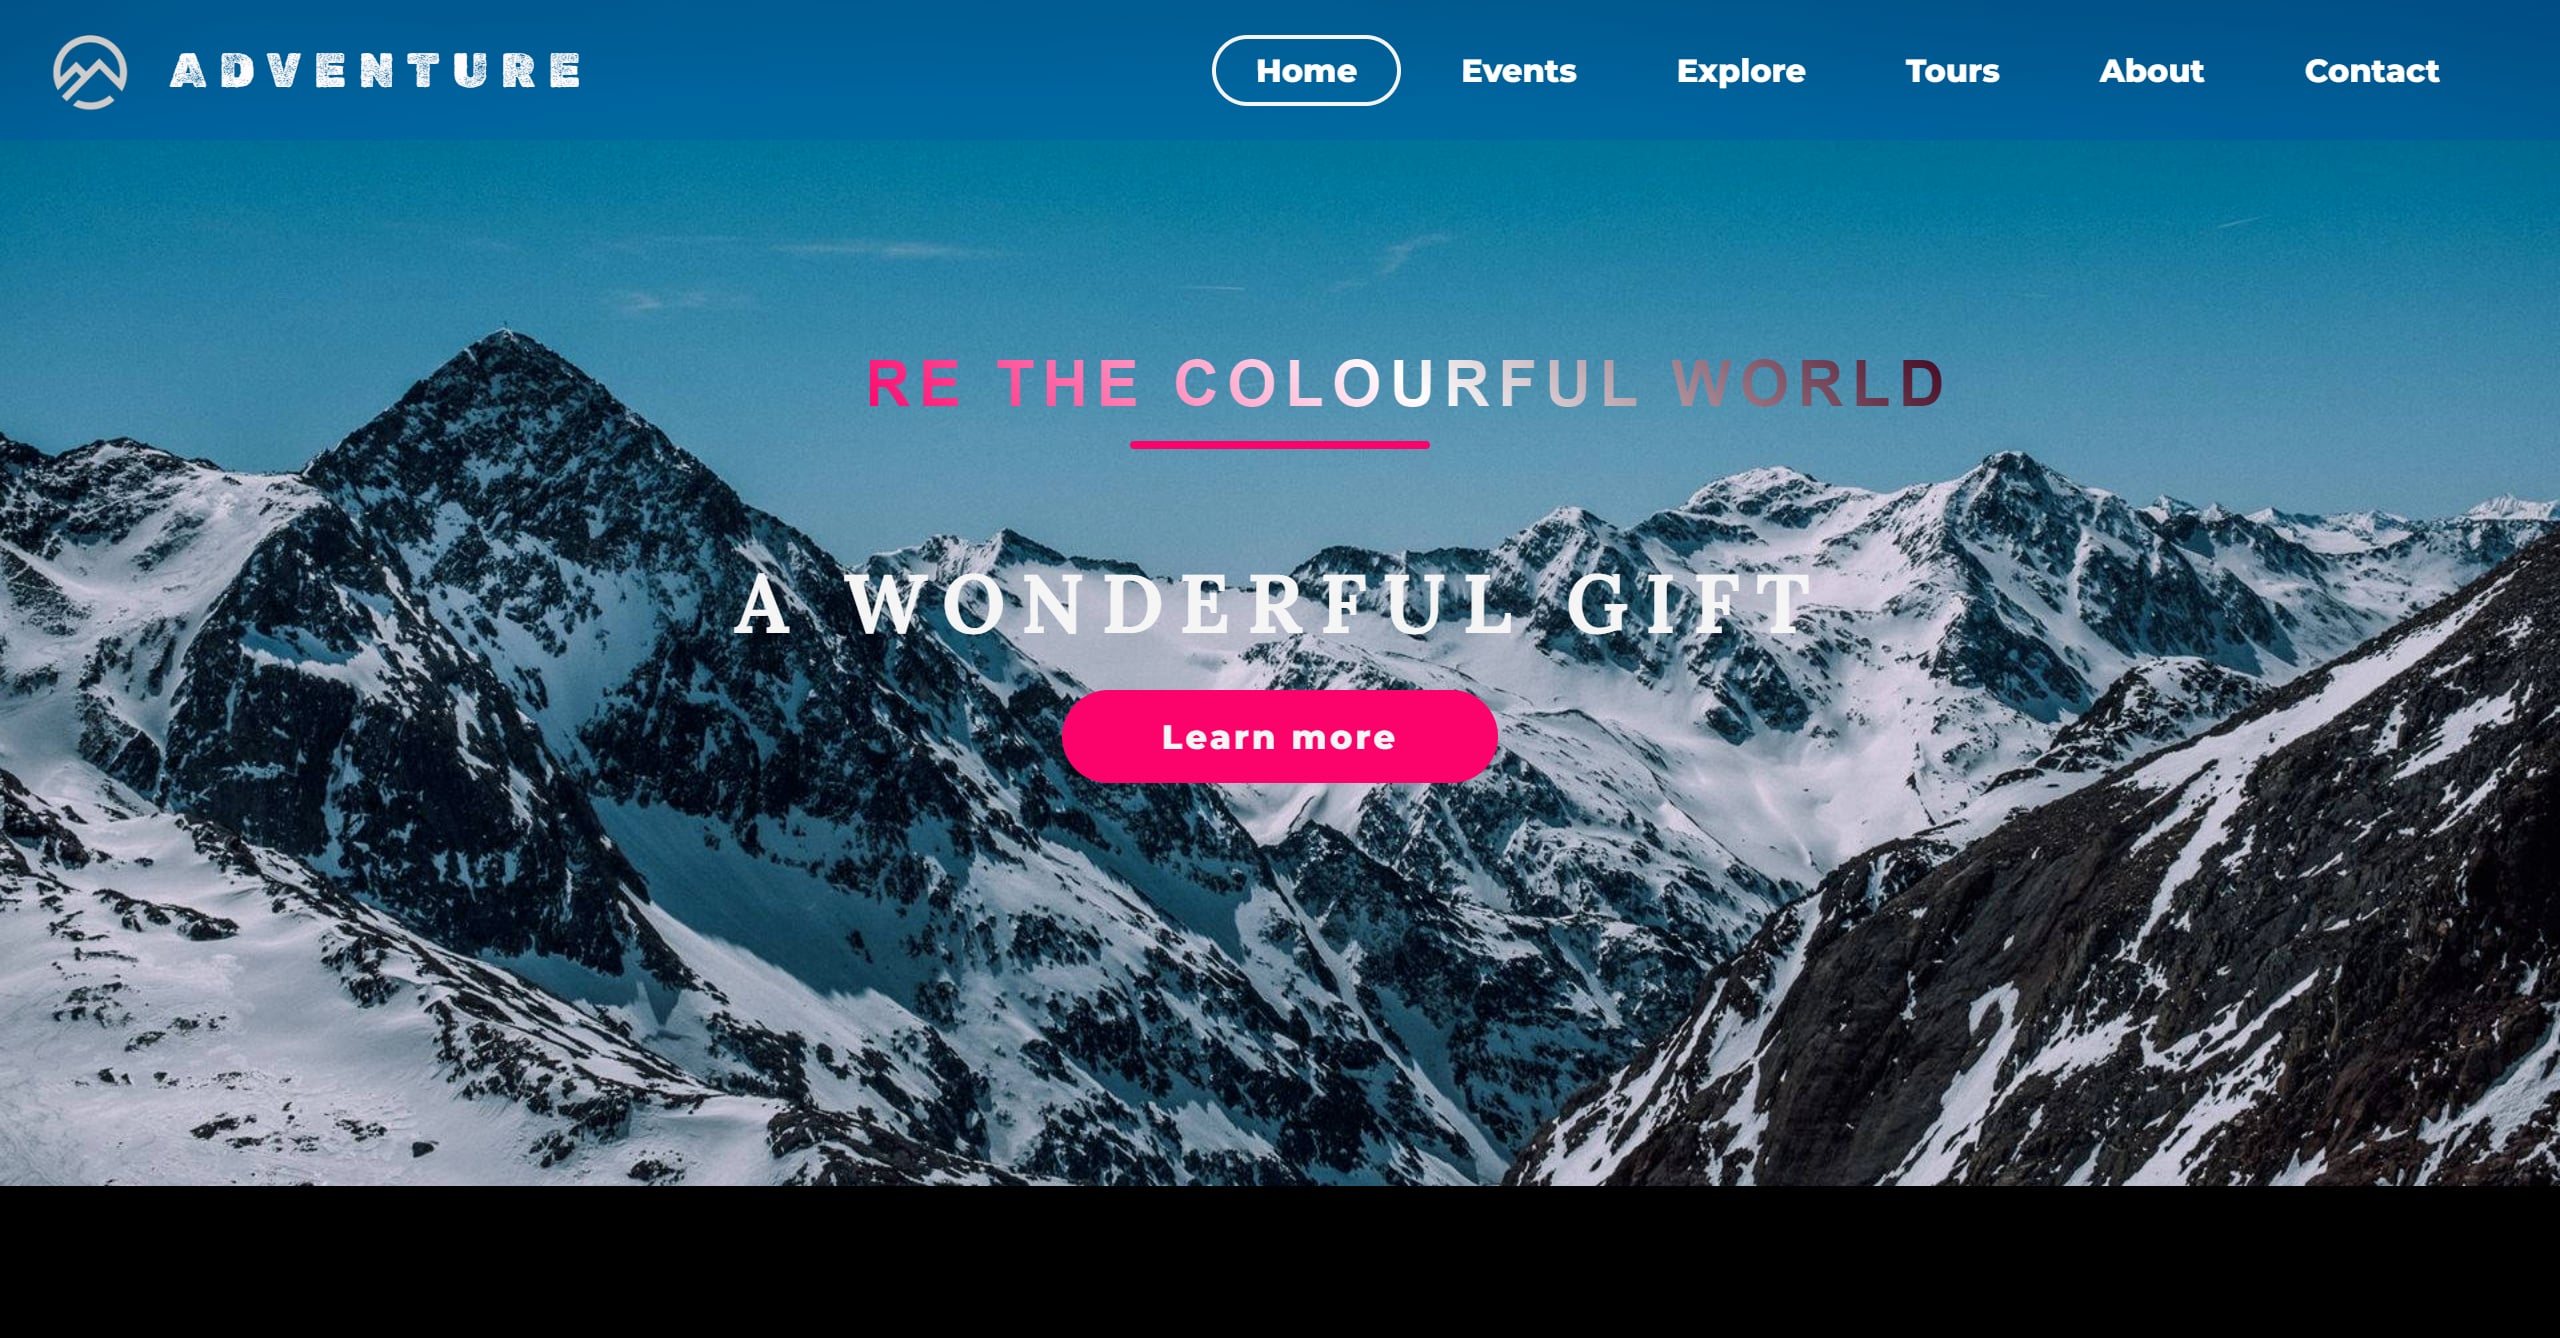 ADVENTURE
Home Events Explore Tours About Contact
RE THE COLOURFUL WORLD
A WONDERFUL GIFT
Learn more